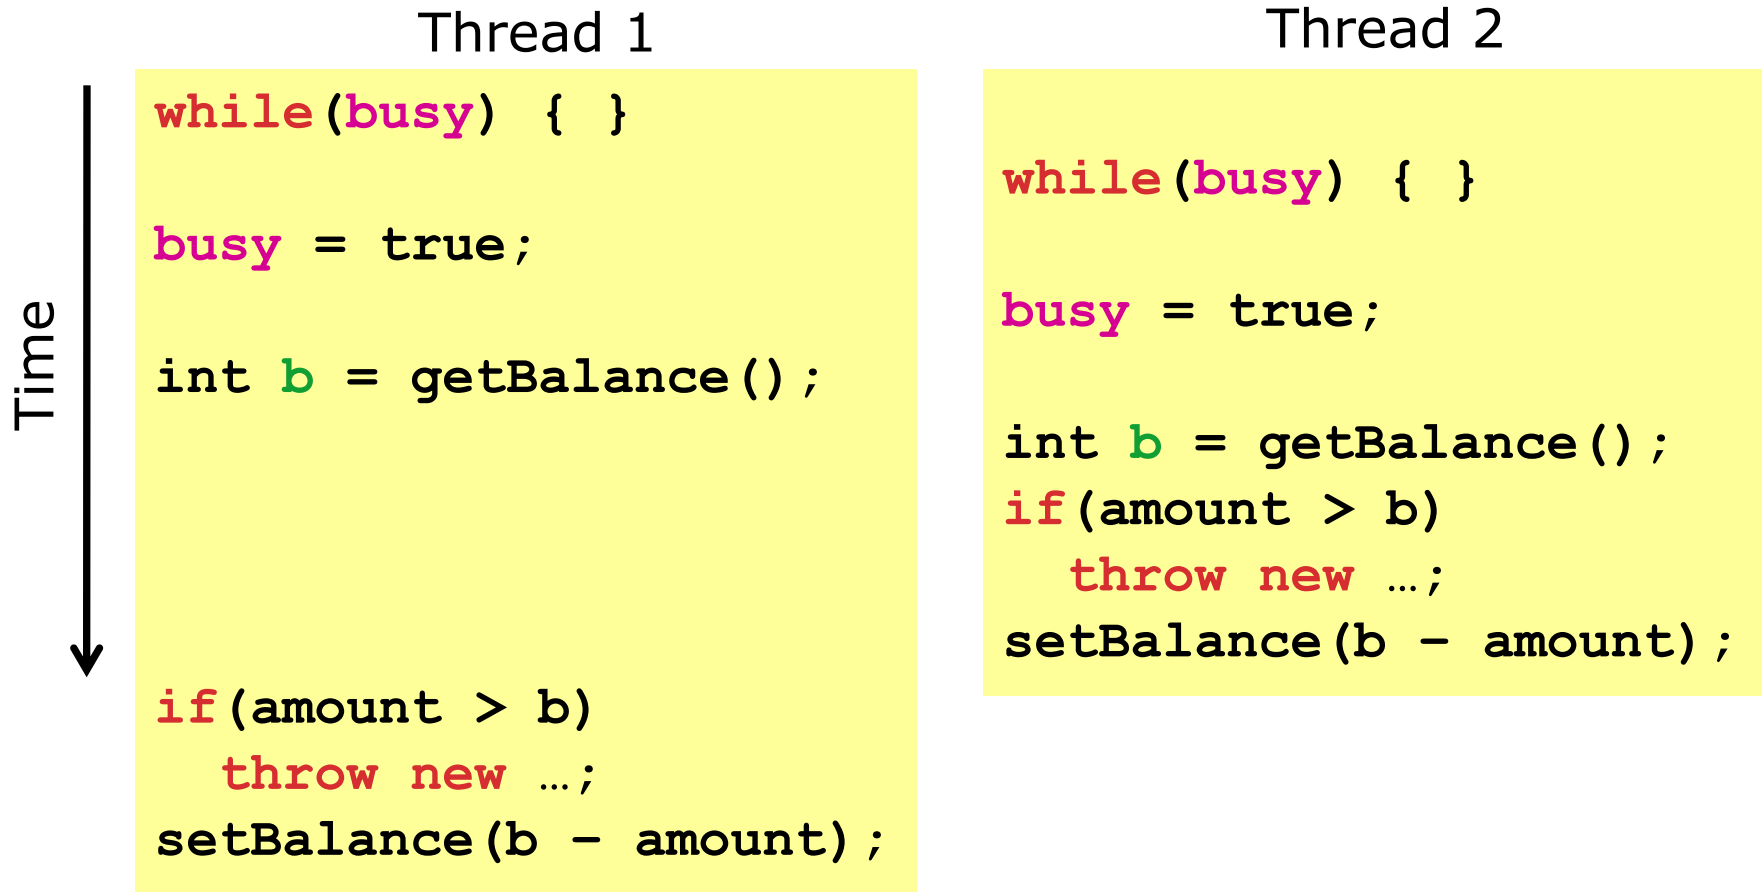 Thread 1
while(busy) { }
busy = true;
int b = getBalance();
if(amount > b)
throw new …;
setBalance(b – amount);
Thread 2
while(busy) { }
busy = true;
int b = getBalance();
if(amount > b)
throw new …;
setBalance(b – amount);
Time